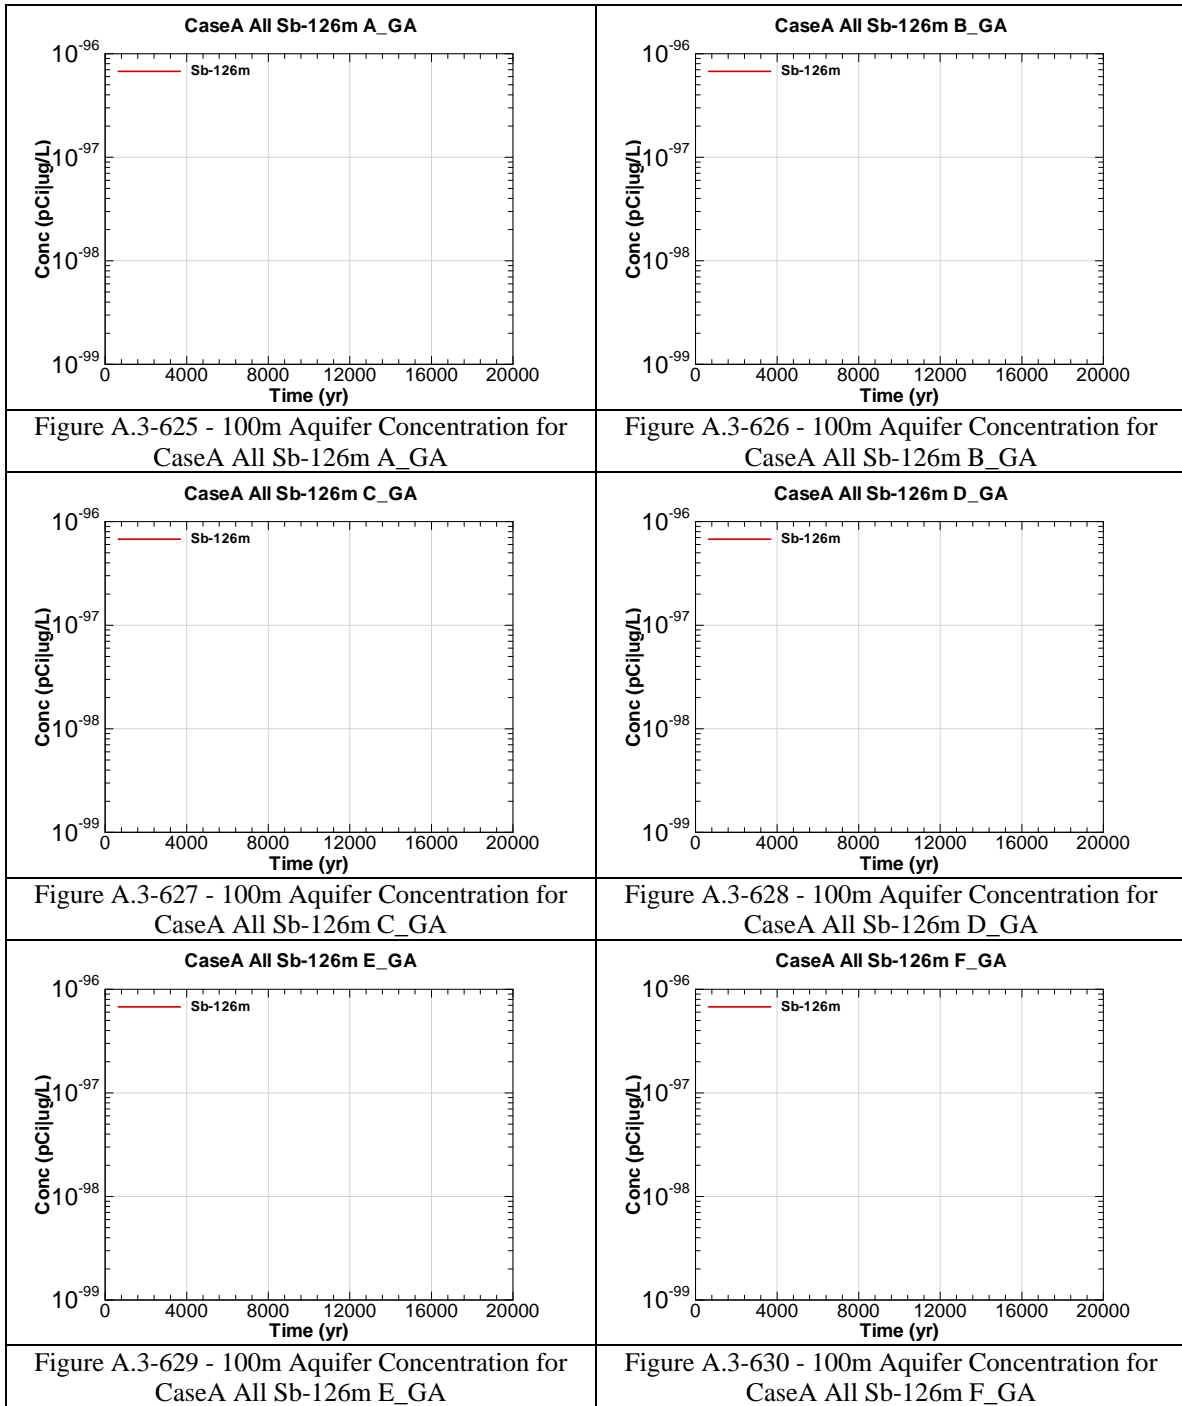 CaseA All Sb-126m A_GA
Sb-126m
10^-96
10^-97
10^-98
10^-99
Conc (pCi|ug/L)
0 4000 8000 12000 16000 20000
Time (yr)
Figure A.3-625 - 100m Aquifer Concentration for
CaseA All Sb-126m A_GA
CaseA All Sb-126m B_GA
Sb-126m
10^-96
10^-97
10^-98
10^-99
Conc (pCi|ug/L)
0 4000 8000 12000 16000 20000
Time (yr)
Figure A.3-626 - 100m Aquifer Concentration for
CaseA All Sb-126m B_GA
CaseA All Sb-126m C_GA
Sb-126m
10^-96
10^-97
10^-98
10^-99
Conc (pCi|ug/L)
0 4000 8000 12000 16000 20000
Time (yr)
Figure A.3-627 - 100m Aquifer Concentration for
CaseA All Sb-126m C_GA
CaseA All Sb-126m D_GA
Sb-126m
10^-96
10^-97
10^-98
10^-99
Conc (pCi|ug/L)
0 4000 8000 12000 16000 20000
Time (yr)
Figure A.3-628 - 100m Aquifer Concentration for
CaseA All Sb-126m D_GA
CaseA All Sb-126m E_GA
Sb-126m
10^-96
10^-97
10^-98
10^-99
Conc (pCi|ug/L)
0 4000 8000 12000 16000 20000
Time (yr)
Figure A.3-629 - 100m Aquifer Concentration for
CaseA All Sb-126m E_GA
CaseA All Sb-126m F_GA
Sb-126m
10^-96
10^-97
10^-98
10^-99
Conc (pCi|ug/L)
0 4000 8000 12000 16000 20000
Time (yr)
Figure A.3-630 - 100m Aquifer Concentration for
CaseA All Sb-126m F_GA